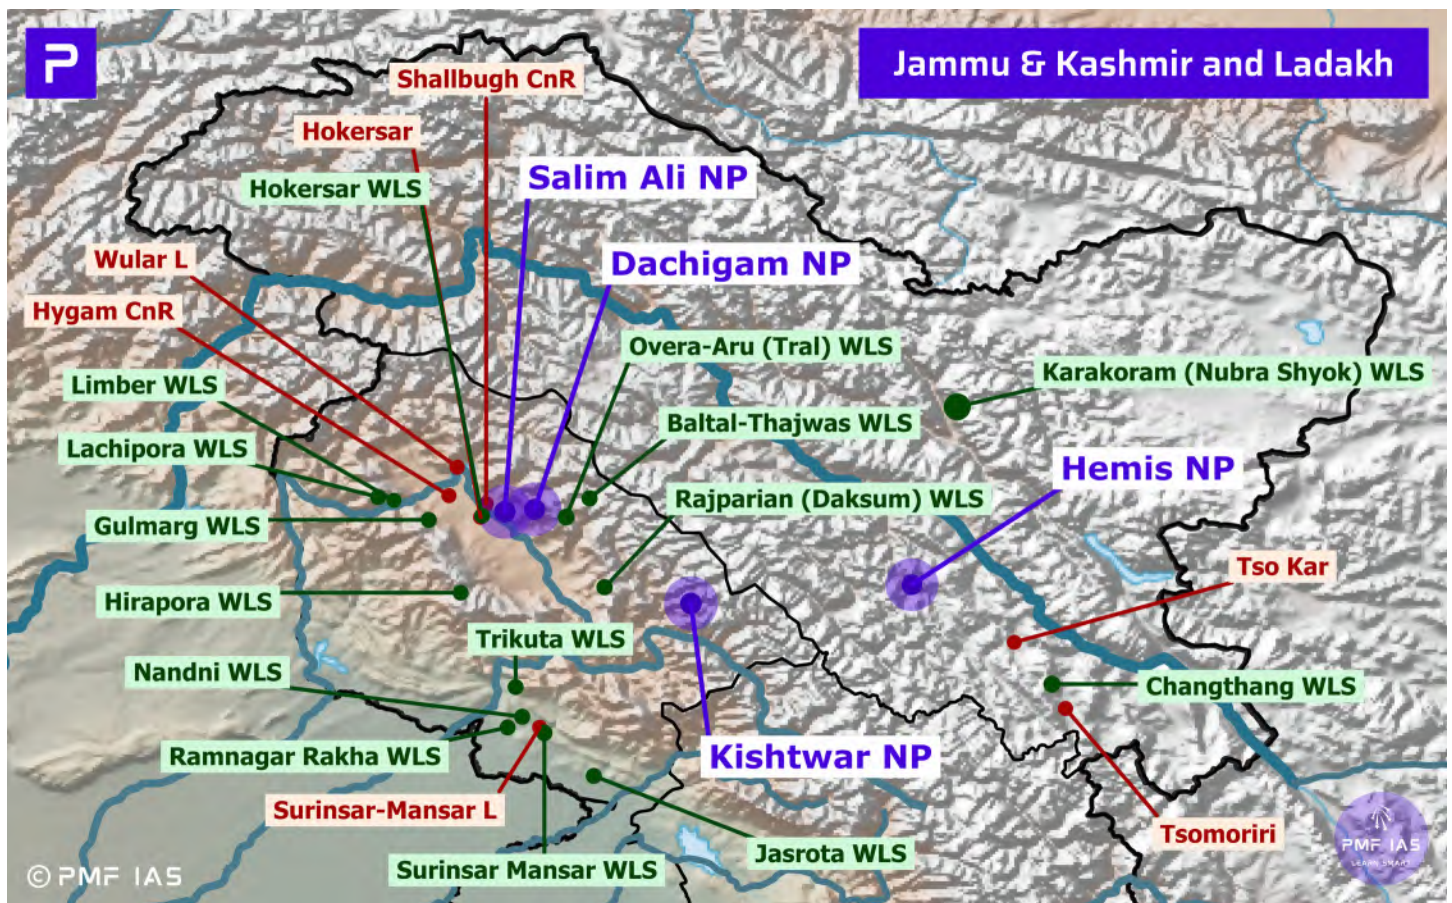 P
Jammu & Kashmir and Ladakh
Shallbugh CnR
Hokersar
Hokersar WLS
Salim Ali NP
Wular L
Dachigam NP
Hygam CnR
Overa-Aru (Tral) WLS
Limber WLS
Karakoram (Nubra Shyok) WLS
Baltal-Thajwas WLS
Lachipora WLS
Hemis NP
Rajparian (Daksum) WLS
Gulmarg WLS
Tso Kar
Hirapora WLS
Trikuta WLS
Nandni WLS
Changthang WLS
Ramnagar Rakha WLS
Kishtwar NP
Surinsar-Mansar L
Tsomoriri
Jasrota WLS
Surinsar Mansar WLS
PMF IAS
LEARN SMART
© PMF IAS